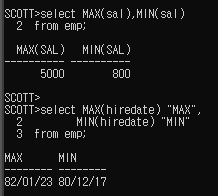 SCOTT>select MAX(sal),MIN(sal)
  2  from emp;

  MAX(SAL)   MIN(SAL)
---------- ----------
      5000        800

SCOTT>
SCOTT>select MAX(hiredate) "MAX",
  2         MIN(hiredate) "MIN"
  3  from emp;

MAX      MIN
-------- --------
82/01/23 80/12/17